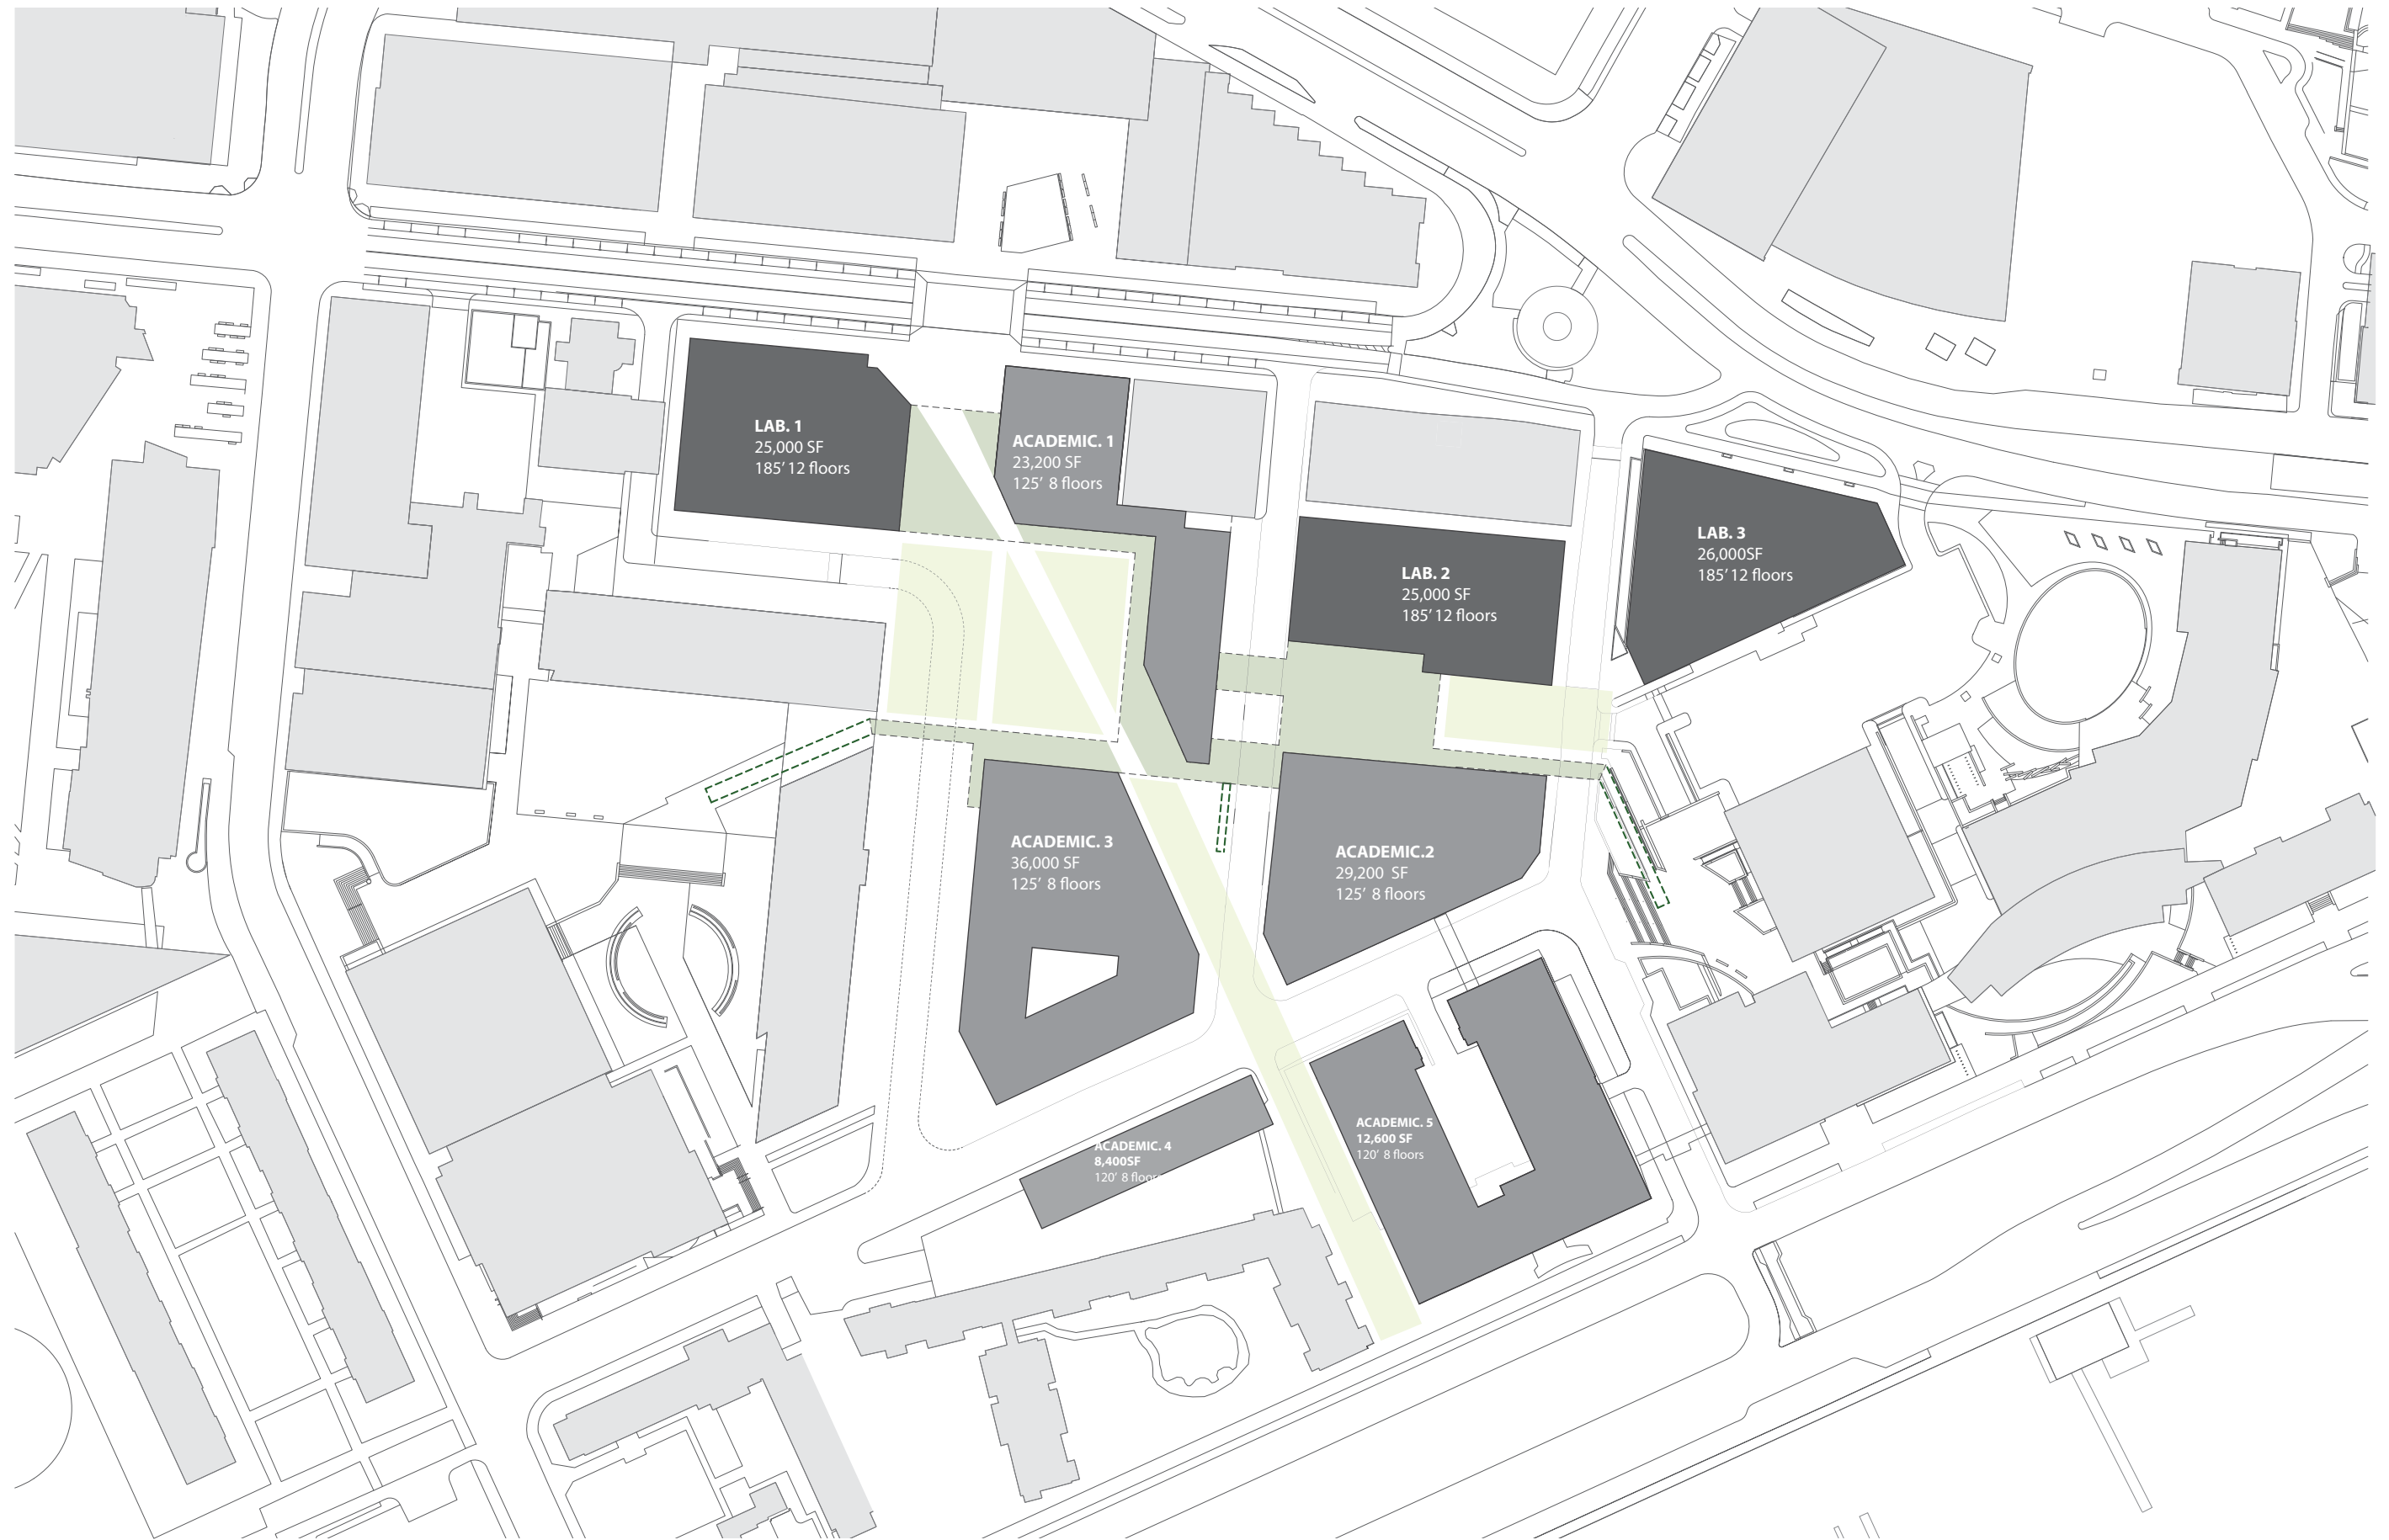 LAB. 1
25,000 SF
185’ 12 floors
ACADEMIC. 1
23,200 SF
125’ 8 floors
LAB. 2
25,000 SF
185’ 12 floors
LAB. 3
26,000SF
185’ 12 floors
ACADEMIC. 3
36,000 SF
125’ 8 floors
ACADEMIC.2
29,200 SF
125’ 8 floors
ACADEMIC. 4
8,400SF
120’ 8 floors
ACADEMIC. 5
12,600 SF
120’ 8 floors